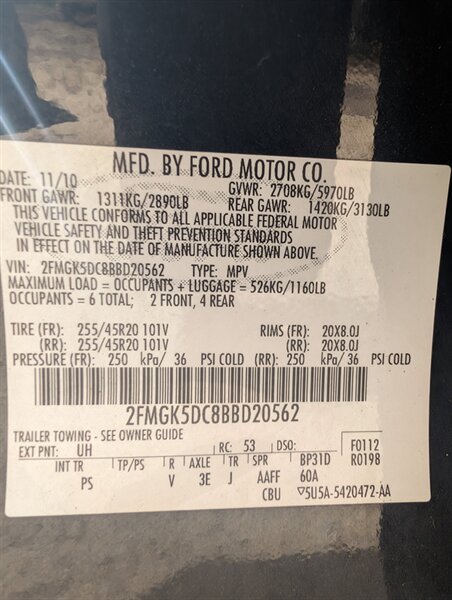 MFD. BY FORD MOTOR CO.
DATE: 11/10 GVWR: 2708KG/5970LB
FRONT GAWR: 1311KG/2890LB REAR GAWR: 1420KG/3130LB
THIS VEHICLE CONFORMS TO ALL APPLICABLE FEDERAL MOTOR
VEHICLE SAFETY AND THEFT PREVENTION STANDARDS
IN EFFECT ON THE DATE OF MANUFACTURE SHOWN ABOVE.
VIN: 2FMGK5DC8BBD20562 TYPE: MPV
MAXIMUM LOAD = OCCUPANTS + LUGGAGE = 526KG/1160LB
OCCUPANTS = 6 TOTAL; 2 FRONT, 4 REAR
TIRE (FR): 255/45R20 101V RIMS (FR): 20X8.0J
(RR): 255/45R20 101V (RR): 20X8.0J
PRESSURE (FR): 250 kPa/ 36 PSI COLD (RR): 250 kPa/ 36 PSI COLD
2FMGK5DC8BBD20562
TRAILER TOWING - SEE OWNER GUIDE
EXT PNT: UH RC: 53 DSO: F0112
INT TR TP/PS R AXLE TR SPR BP31D R0198
PS V 3E J AAFF 60A
CBU ▽5U5A-5420472-AA